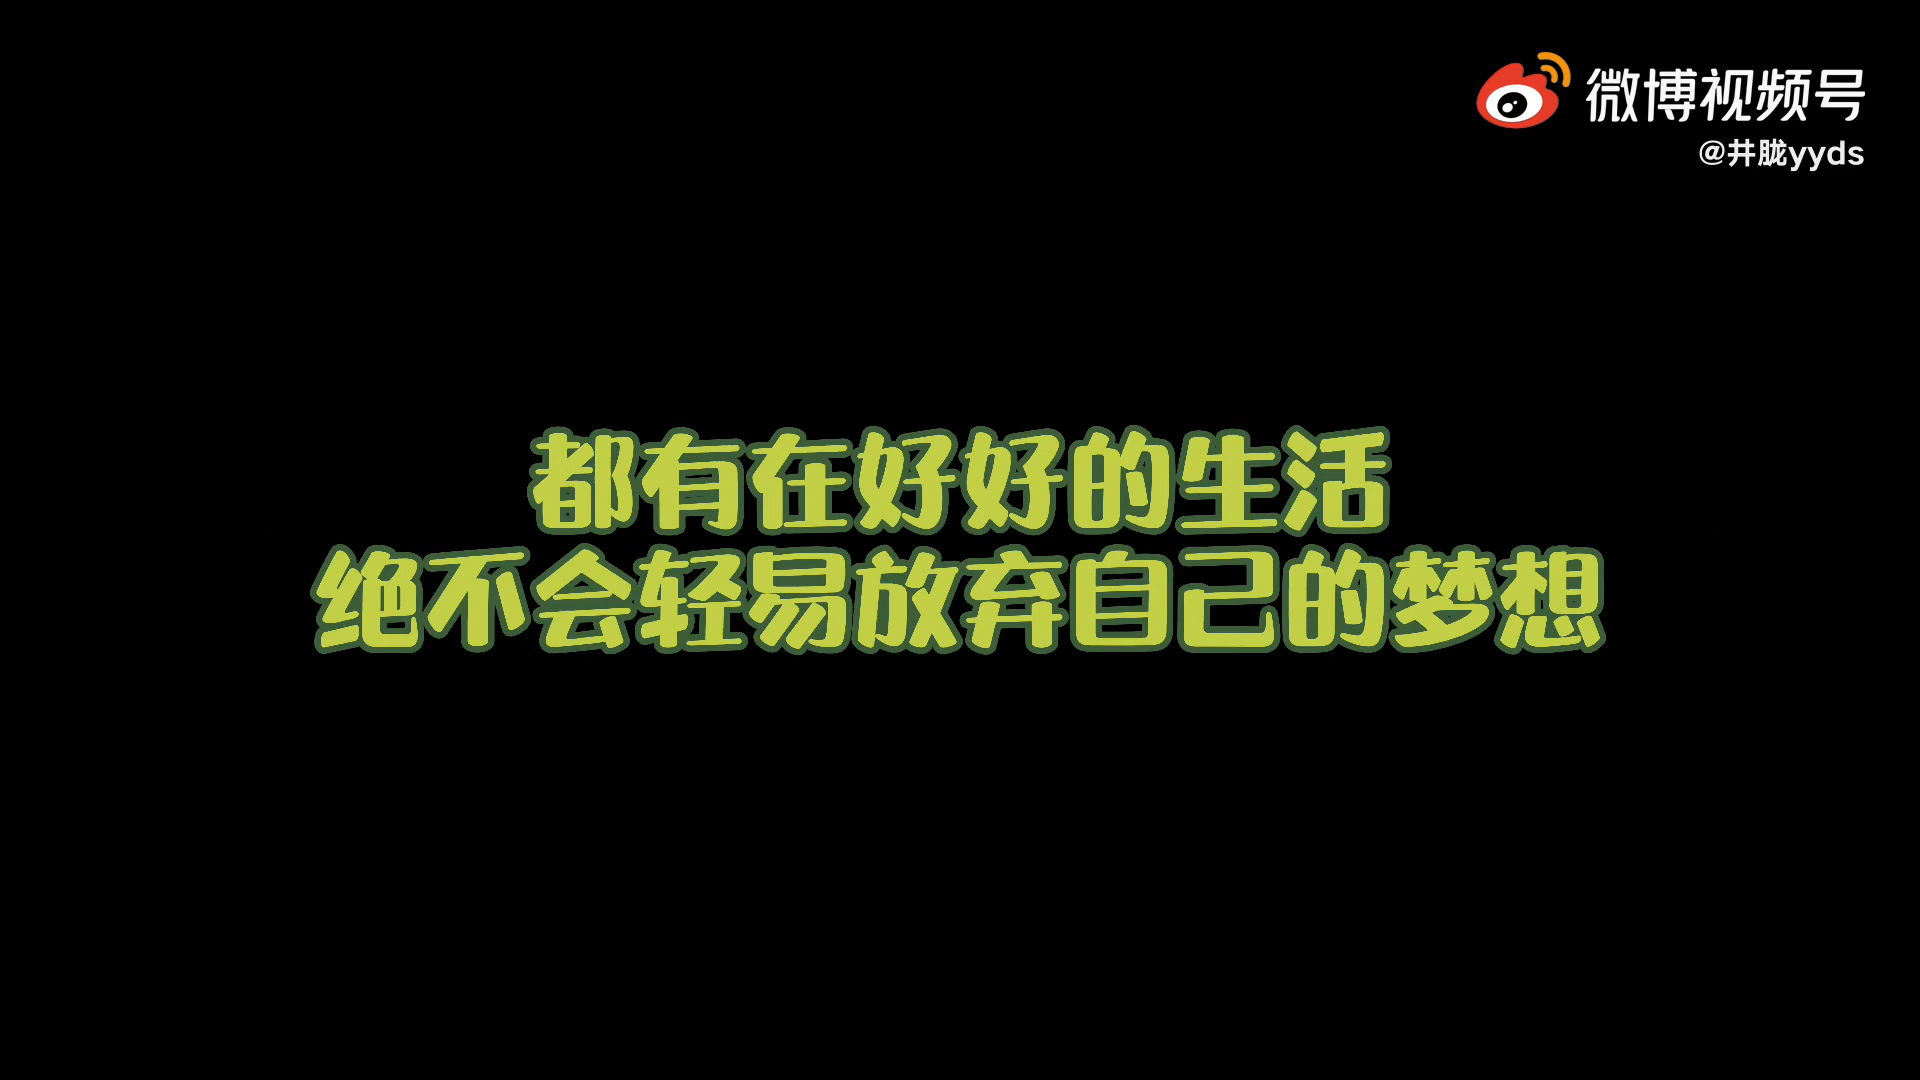 微博视频号
@井胧yyds
都有在好好的生活
绝不会轻易放弃自己的梦想